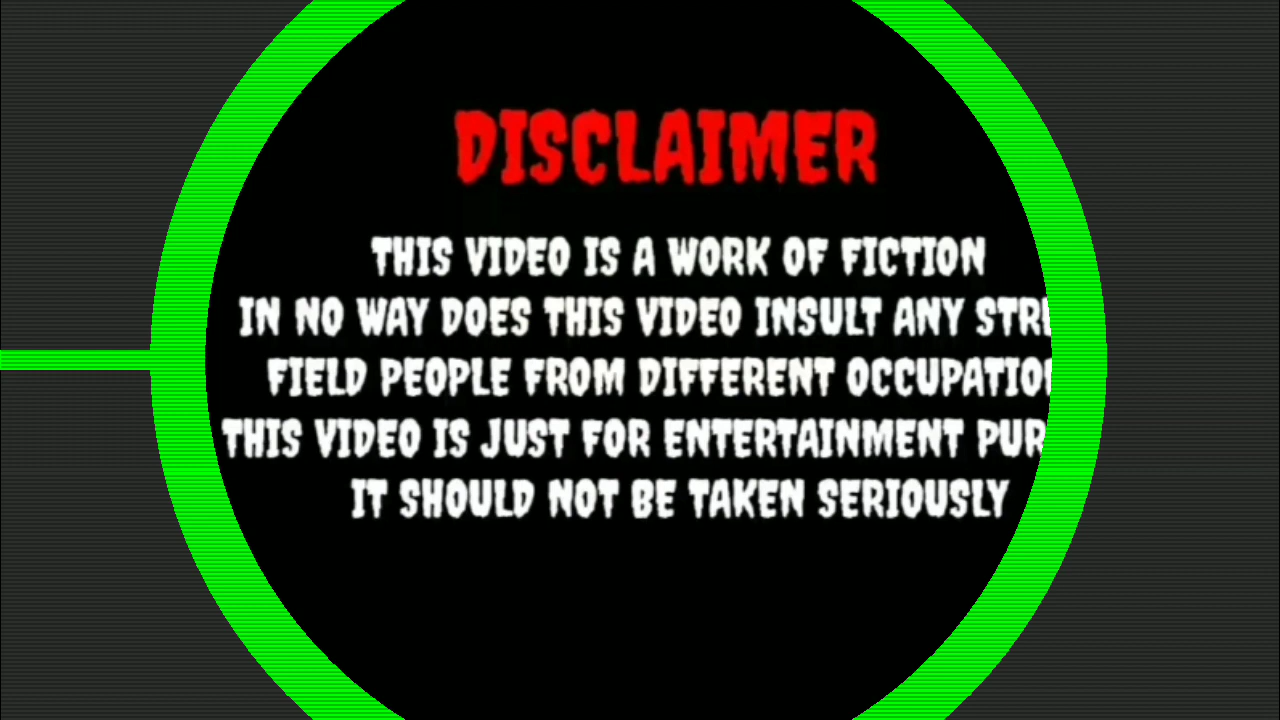 DISCLAIMER
THIS VIDEO IS A WORK OF FICTION
IN NO WAY DOES THIS VIDEO INSULT ANY
FIELD PEOPLE FROM DIFFERENT
THIS VIDEO IS JUST FOR ENTERTAINMENT
IT SHOULD NOT BE TAKEN SERIOUSLY